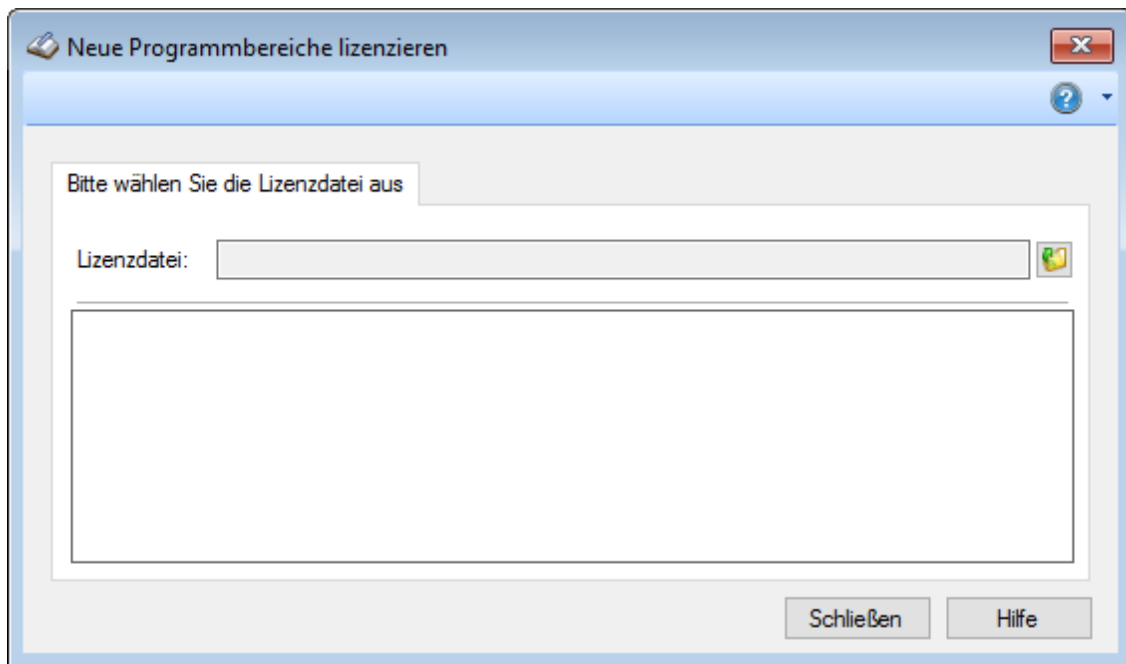 Neue Programmbereiche lizenzieren
Bitte wählen Sie die Lizenzdatei aus
Lizenzdatei:
Schließen Hilfe